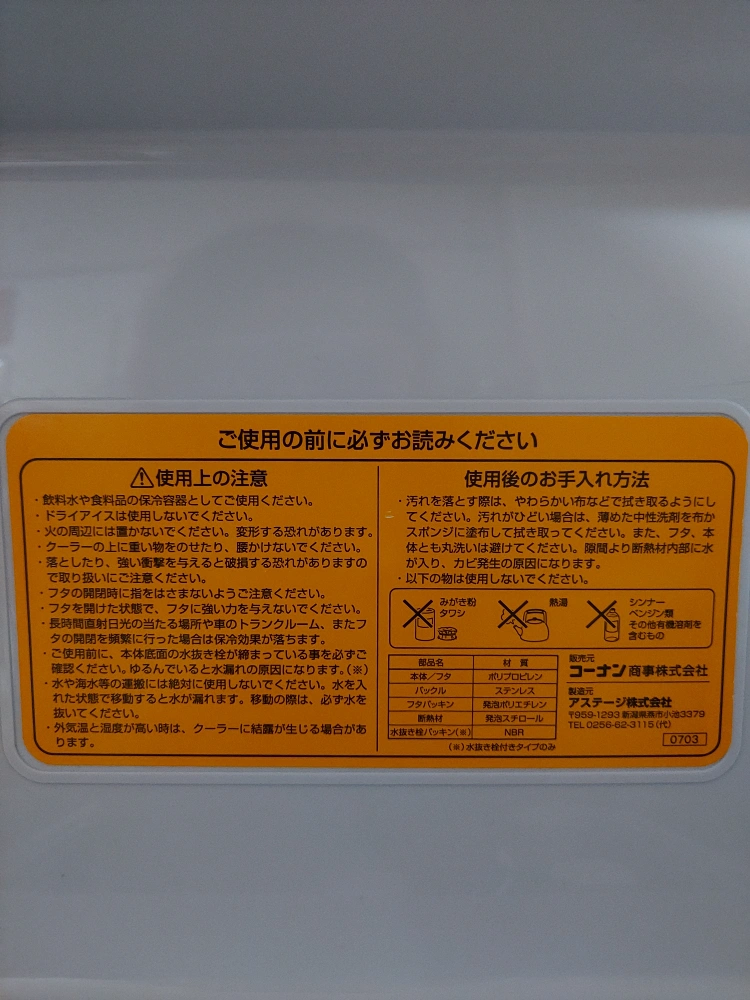 ご使用の前に必ずお読みください
⚠使用上の注意
・飲料水や食料品の保冷容器としてご使用ください。
・ドライアイスは使用しないでください。
・火の周辺には置かないでください。変形する恐れがあります。
・クーラーの上に重い物をのせたり、腰かけないでください。
・落としたり、強い衝撃を与えると破損する恐れがありますの
で取り扱いにご注意ください。
・フタの開閉時に指をはさまないようご注意ください。
・フタを開けた状態で、フタに強い力を与えないでください。
・長時間直射日光の当たる場所や車のトランクルーム、またフ
タの開閉を頻繁に行った場合は保冷効果が落ちます。
・ご使用前に、本体底面の水抜き栓が締まっている事を必ずご
確認ください。ゆるんでいると水漏れの原因になります。(※)
・水や海水等の運搬には絶対に使用しないでください。水を入
れた状態で移動すると水が漏れます。移動の際は、必ず水を
抜いてください。
・外気温と湿度が高い時は、クーラーに結露が生じる場合があ
ります。
使用後のお手入れ方法
・汚れを落とす際は、やわらかい布などで拭き取るようにし
てください。汚れがひどい場合は、薄めた中性洗剤を布か
スポンジに塗布して拭き取ってください。また、フタ、本
体とも丸洗いは避けてください。隙間より断熱材内部に水
が入り、カビ発生の原因になります。
・以下の物は使用しないでください。
みがき粉
タワシ
熱湯
シンナー
ベンジン類
その他有機溶剤を
含むもの
部品名 材 質
本体/フタ ポリプロピレン
バックル ステンレス
フタパッキン 発泡ポリエチレン
断熱材 発泡スチロール
水抜き栓パッキン(※) NBR
(※)水抜き栓付きタイプのみ
販売元
コーナン商事株式会社
製造元
アステージ株式会社
〒959-1293 新潟県燕市小池3379
TEL 0256-62-3115(代)
0703